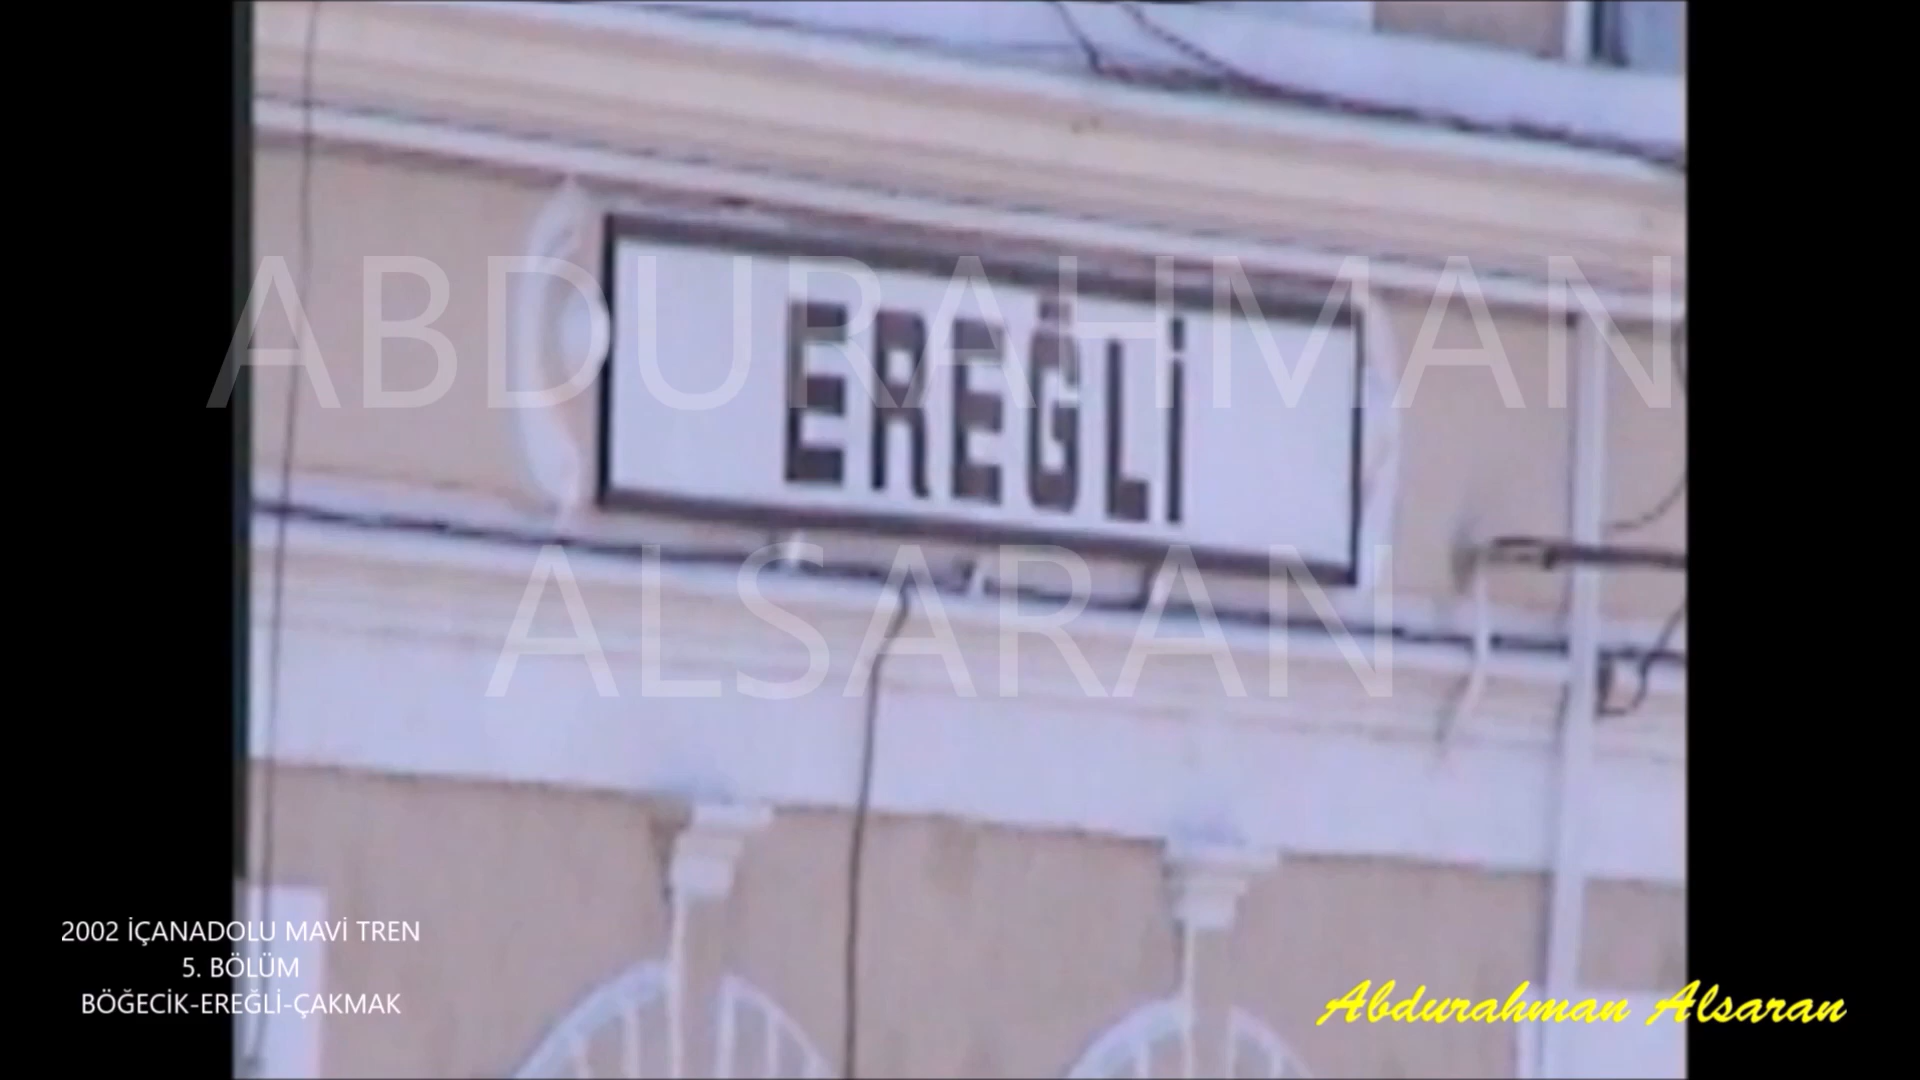 ABDURAHMAN
EREĞLİ
ALSARAN
2002 İÇANADOLU MAVİ TREN
5. BÖLÜM
BÖĞECİK-EREĞLİ-ÇAKMAK
Abdurahman Alsaran